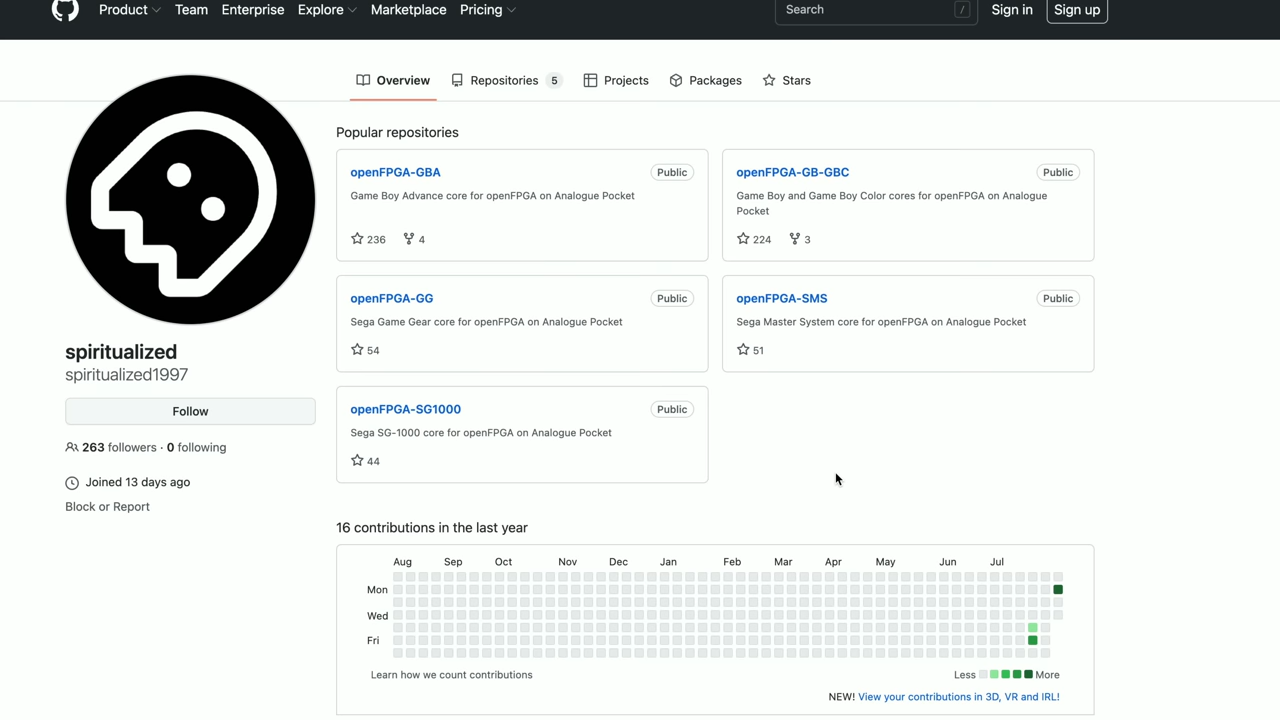 Product Team Enterprise Explore Marketplace Pricing Search / Sign in Sign up
Overview Repositories 5 Projects Packages Stars
Popular repositories
openFPGA-GBA Public
Game Boy Advance core for openFPGA on Analogue Pocket
236 4
openFPGA-GB-GBC Public
Game Boy and Game Boy Color cores for openFPGA on Analogue
Pocket
224 3
openFPGA-GG Public
Sega Game Gear core for openFPGA on Analogue Pocket
54
openFPGA-SMS Public
Sega Master System core for openFPGA on Analogue Pocket
51
openFPGA-SG1000 Public
Sega SG-1000 core for openFPGA on Analogue Pocket
44
spiritualized
spiritualized1997
Follow
263 followers · 0 following
Joined 13 days ago
Block or Report
16 contributions in the last year
Aug Sep Oct Nov Dec Jan Feb Mar Apr May Jun Jul
Mon
Wed
Fri
Learn how we count contributions Less More
NEW! View your contributions in 3D, VR and IRL!